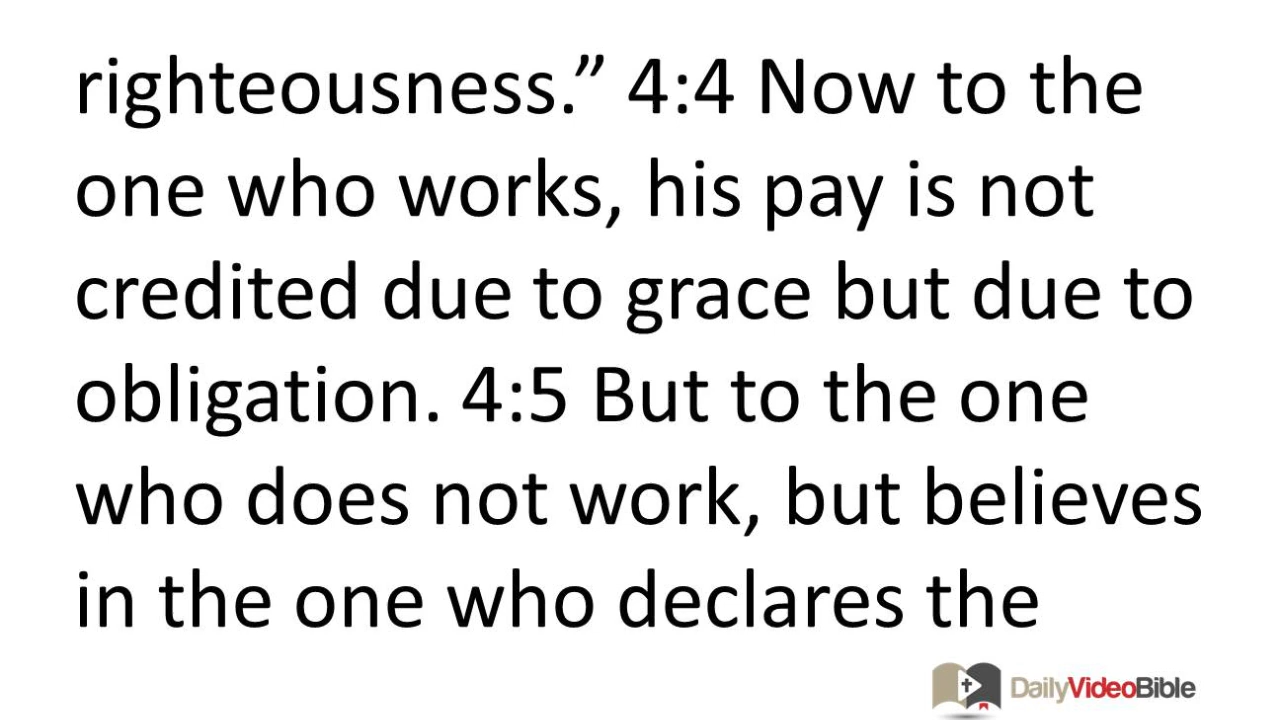 righteousness.” 4:4 Now to the
one who works, his pay is not
credited due to grace but due to
obligation. 4:5 But to the one
who does not work, but believes
in the one who declares the
DailyVideoBible